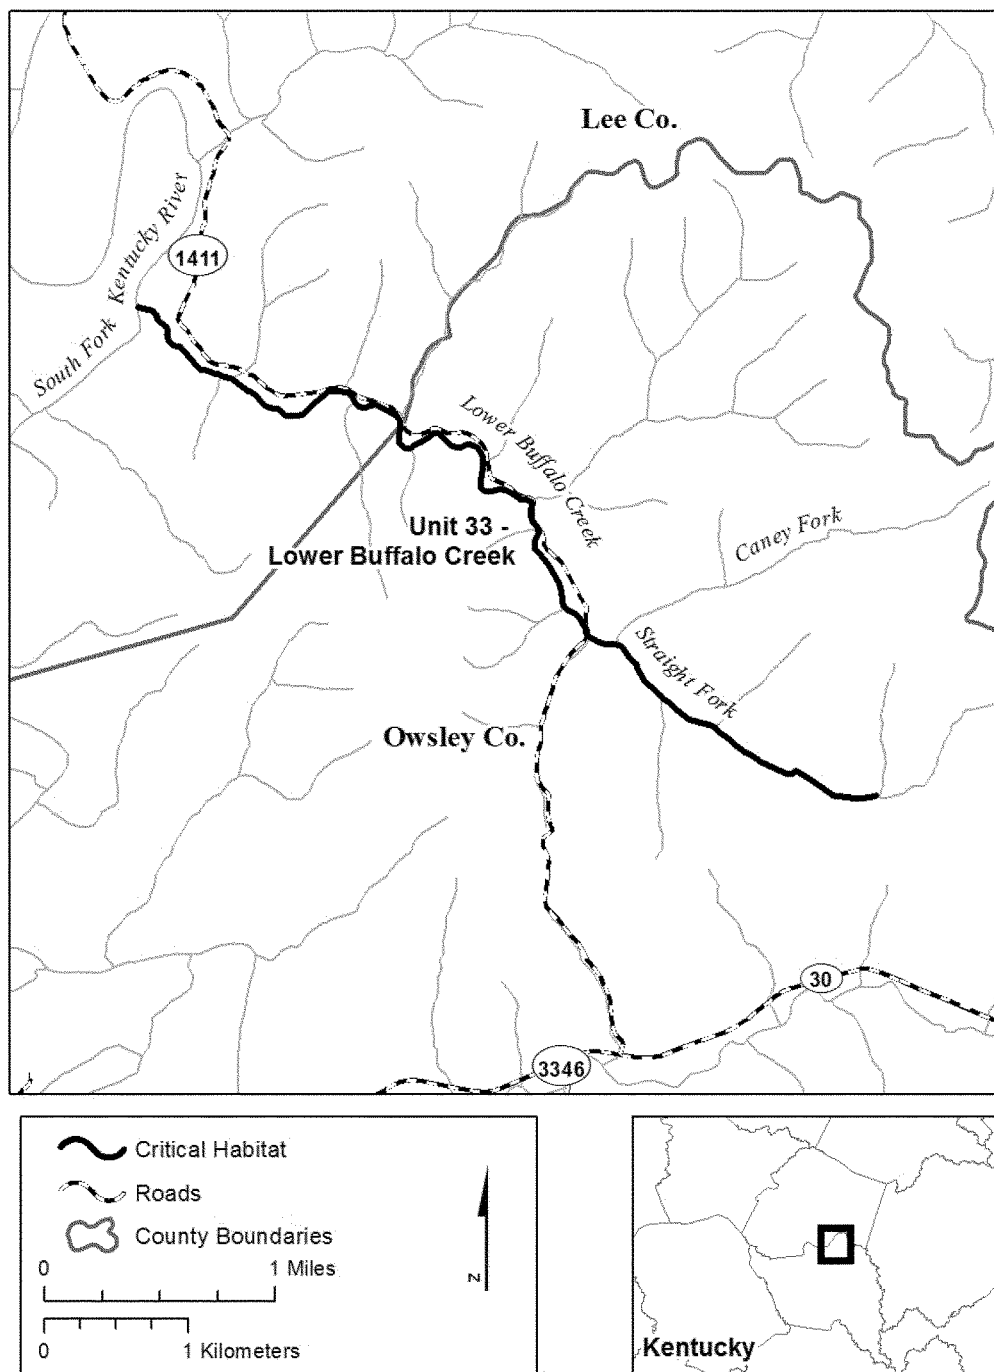 Lee Co.
1411
South Fork Kentucky River
Lower Buffalo Creek
Unit 33 -
Lower Buffalo Creek
Caney Fork
Straight Fork
Owsley Co.
30
3346
Critical Habitat
Roads
County Boundaries
0 1 Miles
0 1 Kilometers
N
Kentucky